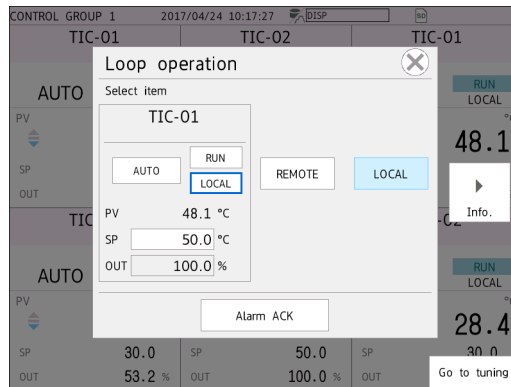 CONTROL GROUP 1 2017/04/24 10:17:27 DISP SD
TIC-01 TIC-02 TIC-01
Loop operation
Select item
TIC-01
AUTO
RUN
LOCAL
PV
SP
OUT
AUTO
RUN
LOCAL
REMOTE
LOCAL
PV 48.1 °C
SP 50.0 °C
OUT 100.0 %
48.1
Info.
TIC
-02
AUTO
RUN
LOCAL
PV
Alarm ACK
28.4
SP 30.0 SP 50.0 SP 30.0
OUT 53.2 % OUT 100.0 % OUT
Go to tuning